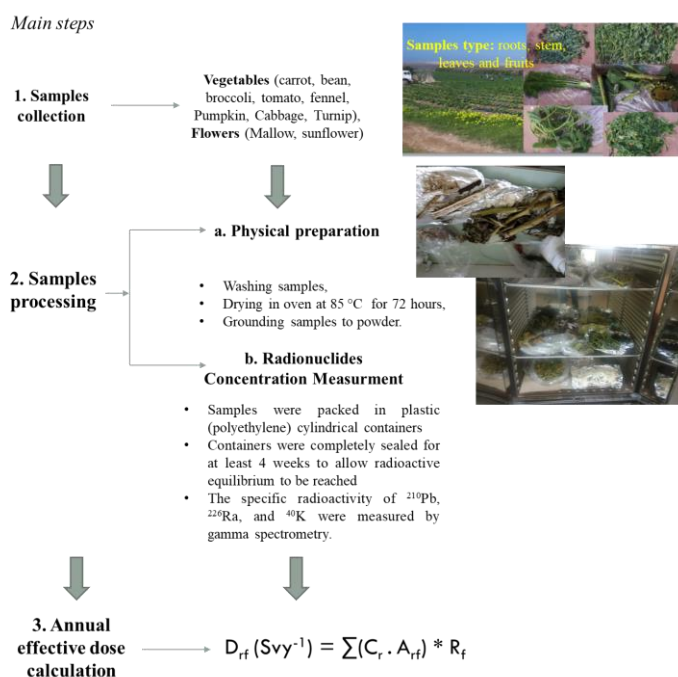 Main steps
Samples type: roots, stem,
leaves and fruits
1. Samples
collection
Vegetables (carrot, bean,
broccoli, tomato, fennel,
Pumpkin, Cabbage, Turnip),
Flowers (Mallow, sunflower)
2. Samples
processing
a. Physical preparation
• Washing samples,
• Drying in oven at 85 °C for 72 hours,
• Grounding samples to powder.
b. Radionuclides
Concentration Measurment
• Samples were packed in plastic
(polyethylene) cylindrical containers
• Containers were completely sealed for
at least 4 weeks to allow radioactive
equilibrium to be reached
• The specific radioactivity of ²¹⁰Pb,
²²⁶Ra, and ⁴⁰K were measured by
gamma spectrometry.
3. Annual
effective dose
calculation
D_rf (Svy⁻¹) = ∑(C_r . A_rf) * R_f